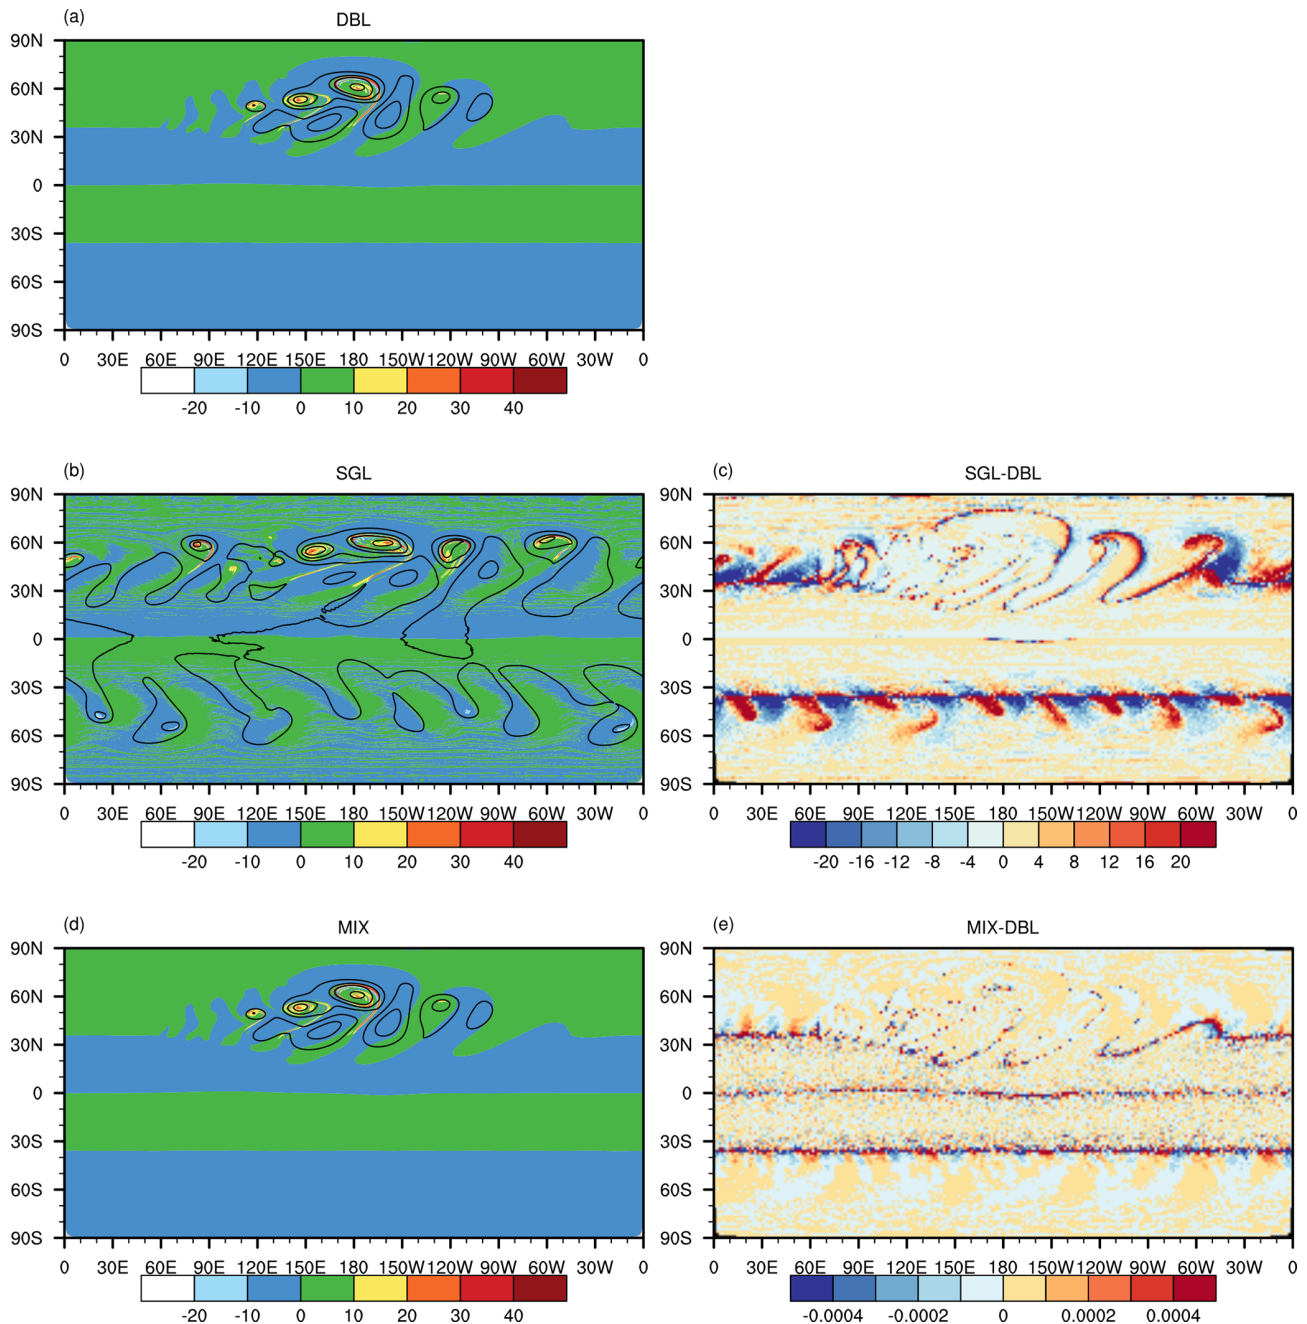 (a)
DBL
90N
60N
30N
0
30S
60S
90S
0 30E 60E 90E 120E 150E 180 150W 120W 90W 60W 30W 0
-20 -10 0 10 20 30 40
(b)
SGL
90N
60N
30N
0
30S
60S
90S
0 30E 60E 90E 120E 150E 180 150W 120W 90W 60W 30W 0
-20 -10 0 10 20 30 40
(c)
SGL-DBL
90N
60N
30N
0
30S
60S
90S
0 30E 60E 90E 120E 150E 180 150W 120W 90W 60W 30W 0
-20 -16 -12 -8 -4 0 4 8 12 16 20
(d)
MIX
90N
60N
30N
0
30S
60S
90S
0 30E 60E 90E 120E 150E 180 150W 120W 90W 60W 30W 0
-20 -10 0 10 20 30 40
(e)
MIX-DBL
90N
60N
30N
0
30S
60S
90S
0 30E 60E 90E 120E 150E 180 150W 120W 90W 60W 30W 0
-0.0004 -0.0002 0 0.0002 0.0004